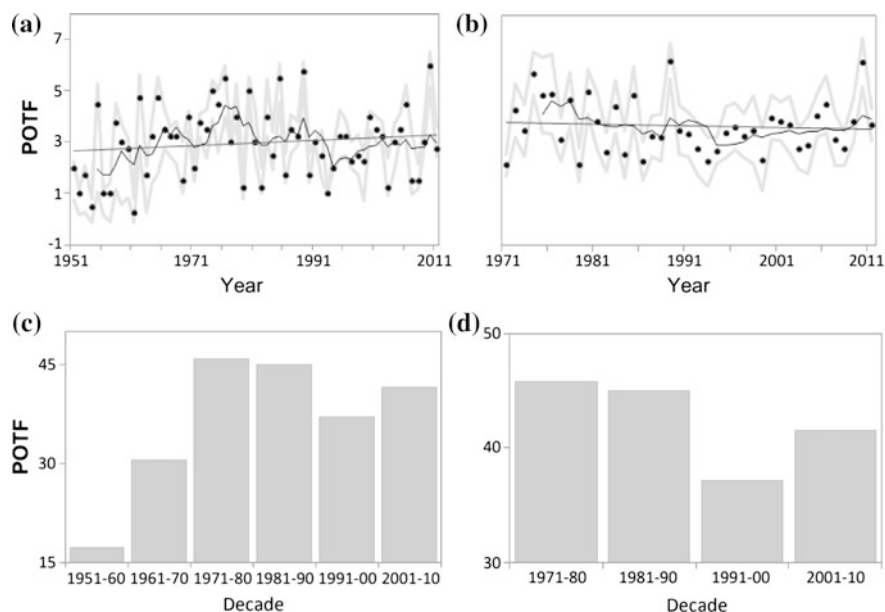 (a)
(b)
POTF
7
5
3
1
-1
1951 1971 1991 2011
Year
1971 1981 1991 2001 2011
Year
(c)
(d)
POTF
45
30
15
1951-60 1961-70 1971-80 1981-90 1991-00 2001-10
Decade
50
40
30
1971-80 1981-90 1991-00 2001-10
Decade